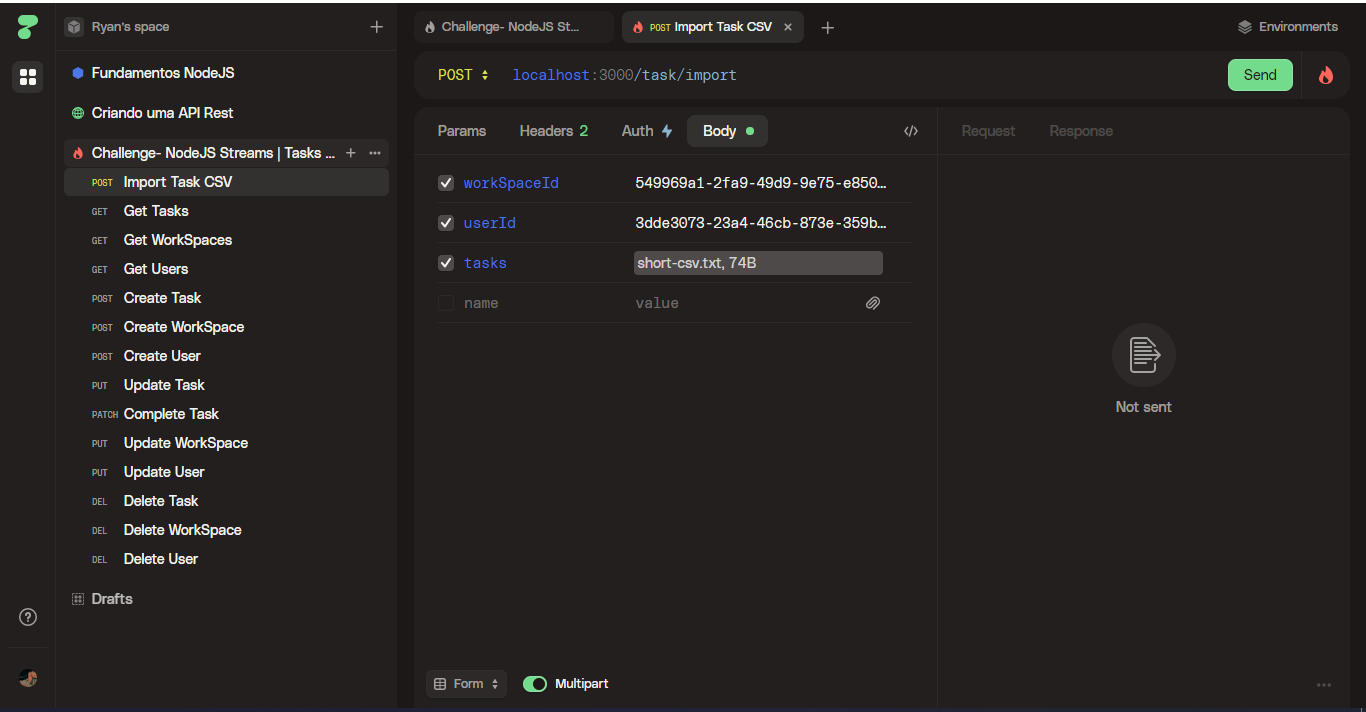 Ryan's space
Fundamentos NodeJS
Criando uma API Rest
Challenge- NodeJS Streams | Tasks ...
POST Import Task CSV
GET Get Tasks
GET Get WorkSpaces
GET Get Users
POST Create Task
POST Create WorkSpace
POST Create User
PUT Update Task
PATCH Complete Task
PUT Update WorkSpace
PUT Update User
DEL Delete Task
DEL Delete WorkSpace
DEL Delete User
Drafts
Challenge- NodeJS St...
POST Import Task CSV
Environments
POST localhost:3000/task/import
Send
Params Headers 2 Auth Body
workSpaceId 549969a1-2fa9-49d9-9e75-e850...
userId 3dde3073-23a4-46cb-873e-359b...
tasks short-csv.txt, 74B
name value
Form Multipart
Request Response
Not sent